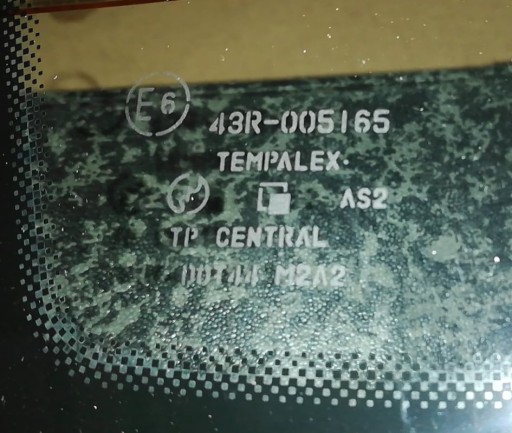 E6
43R-005165
TEMPALEX
AS2
TP CENTRAL
M2A2